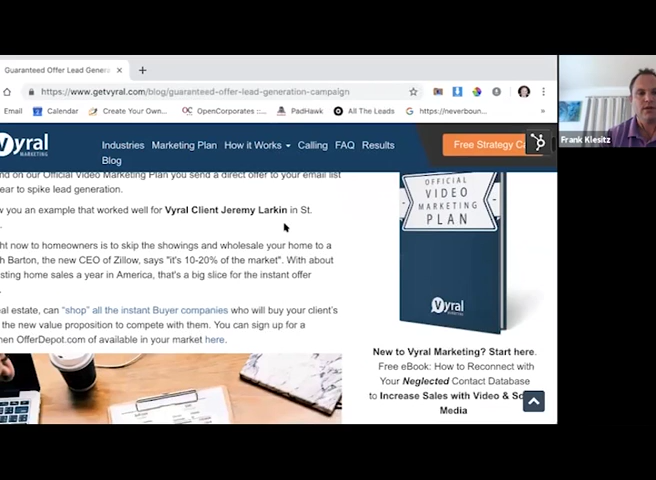 Guaranteed Offer Lead Genera
https://www.getvyral.com/blog/guaranteed-offer-lead-generation-campaign
Email
Calendar
Create Your Own...
OpenCorporates ::...
PadHawk
All The Leads
https://neverboun...
Vyral
MARKETING
Industries
Marketing Plan
How it Works
Calling
FAQ
Results
Blog
Free Strategy Ca
Frank Klesitz
nd on our Official Video Marketing Plan you send a direct offer to your email list
ear to spike lead generation.
w you an example that worked well for Vyral Client Jeremy Larkin in St.
ht now to homeowners is to skip the showings and wholesale your home to a
h Barton, the new CEO of Zillow, says "it's 10-20% of the market". With about
sting home sales a year in America, that's a big slice for the instant offer
eal estate, can "shop" all the instant Buyer companies who will buy your client's
the new value proposition to compete with them. You can sign up for a
hen OfferDepot.com of available in your market here.
OFFICIAL
VIDEO
MARKETING
PLAN
Vyral
New to Vyral Marketing? Start here.
Free eBook: How to Reconnect with
Your Neglected Contact Database
to Increase Sales with Video & So
Media